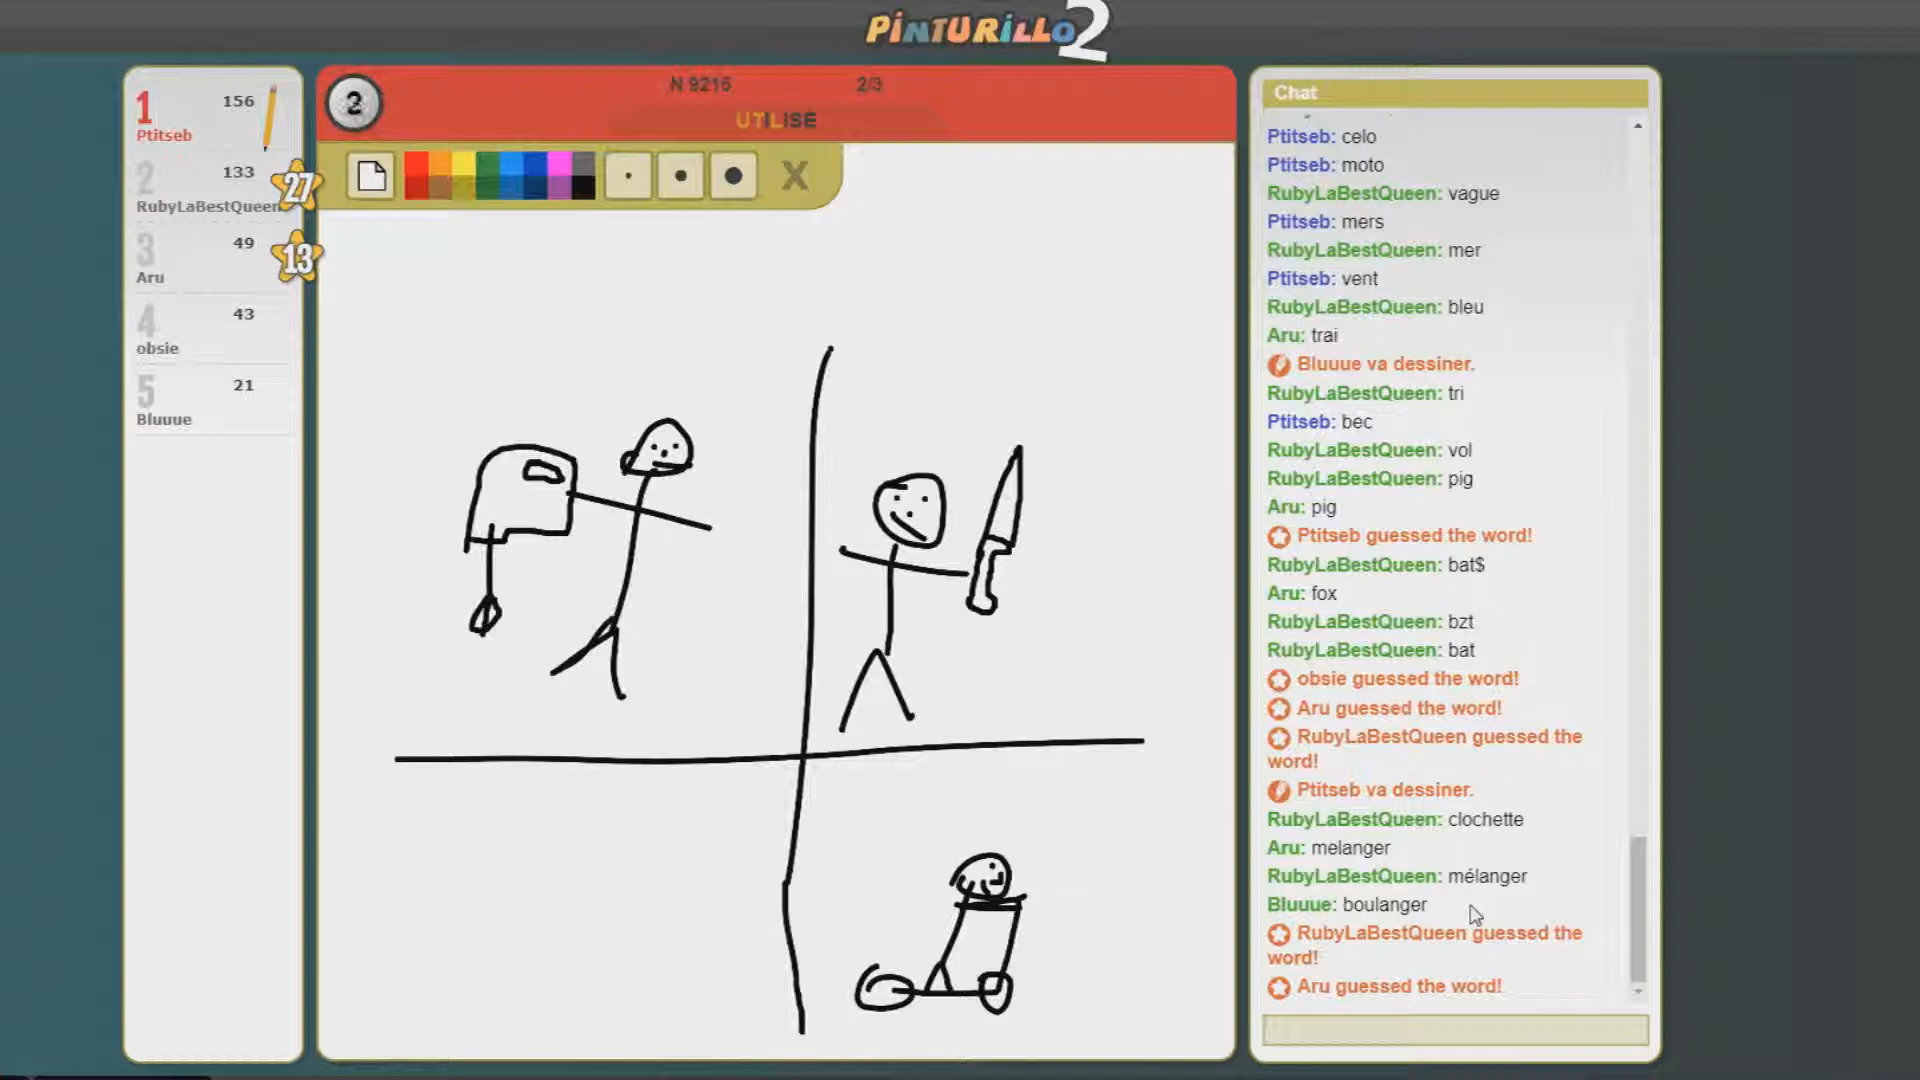 PiNTURiLLO 2
1 156
Ptitseb
2 133
27
RubyLaBestQueen
3 49
13
Aru
4 43
obsie
5 21
Bluuue
2
N 9215 2/3
UTILISÉ
X
Chat
Ptitseb: celo
Ptitseb: moto
RubyLaBestQueen: vague
Ptitseb: mers
RubyLaBestQueen: mer
Ptitseb: vent
RubyLaBestQueen: bleu
Aru: trai
Bluuue va dessiner.
RubyLaBestQueen: tri
Ptitseb: bec
RubyLaBestQueen: vol
RubyLaBestQueen: pig
Aru: pig
Ptitseb guessed the word!
RubyLaBestQueen: bat$
Aru: fox
RubyLaBestQueen: bzt
RubyLaBestQueen: bat
obsie guessed the word!
Aru guessed the word!
RubyLaBestQueen guessed the
word!
Ptitseb va dessiner.
RubyLaBestQueen: clochette
Aru: melanger
RubyLaBestQueen: mélanger
Bluuue: boulanger
RubyLaBestQueen guessed the
word!
Aru guessed the word!